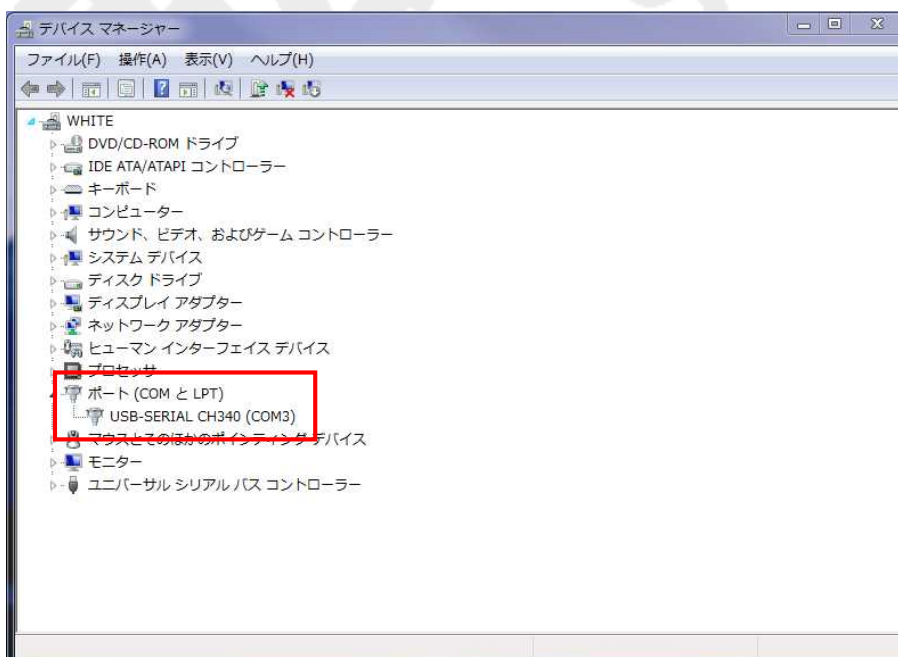 デバイス マネージャー
ファイル(F) 操作(A) 表示(V) ヘルプ(H)
WHITE
DVD/CD-ROM ドライブ
IDE ATA/ATAPI コントローラー
キーボード
コンピューター
サウンド、ビデオ、およびゲーム コントローラー
システム デバイス
ディスク ドライブ
ディスプレイ アダプター
ネットワーク アダプター
ヒューマン インターフェイス デバイス
プロセッサ
ポート (COM と LPT)
USB-SERIAL CH340 (COM3)
マウスとそのほかのポインティング デバイス
モニター
ユニバーサル シリアル バス コントローラー